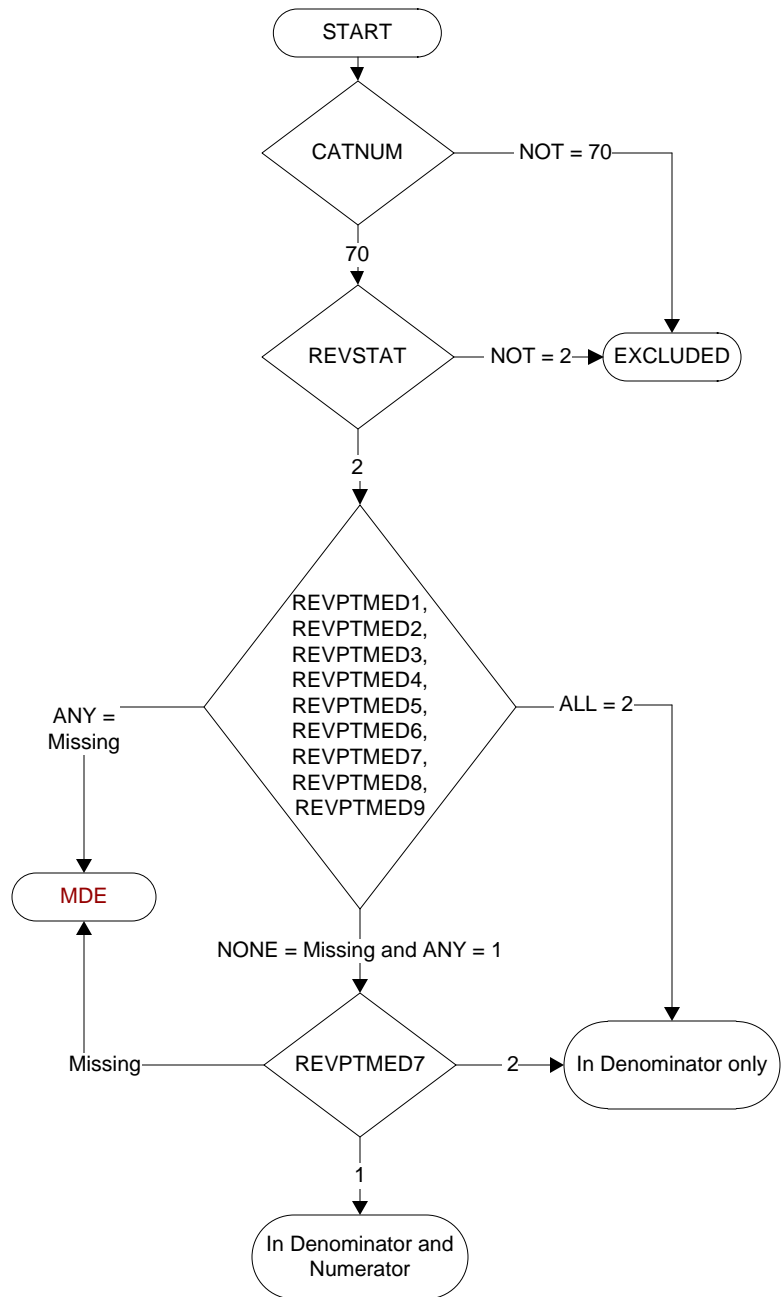 START
CATNUM
NOT = 70
70
REVSTAT
NOT = 2
EXCLUDED
2
REVPTMED1,
REVPTMED2,
REVPTMED3,
REVPTMED4,
REVPTMED5,
REVPTMED6,
REVPTMED7,
REVPTMED8,
REVPTMED9
ANY =
Missing
ALL = 2
MDE
NONE = Missing and ANY = 1
Missing
REVPTMED7
2
In Denominator only
1
In Denominator and
Numerator